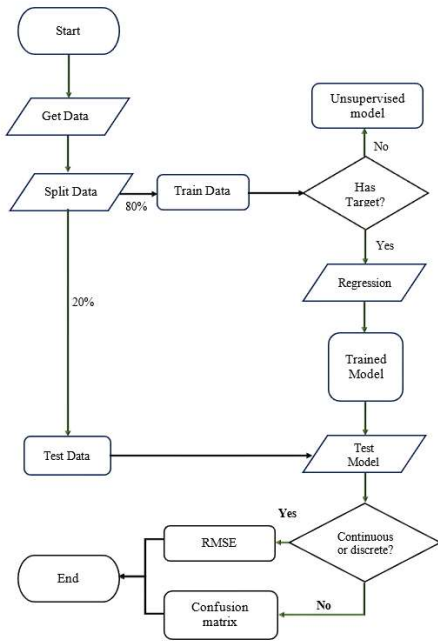 Start
Get Data
Unsupervised
model
No
Split Data
80%
Train Data
Has
Target?
Yes
Regression
20%
Trained
Model
Test Data
Test
Model
Yes
RMSE
Continuous
or discrete?
End
No
Confusion
matrix